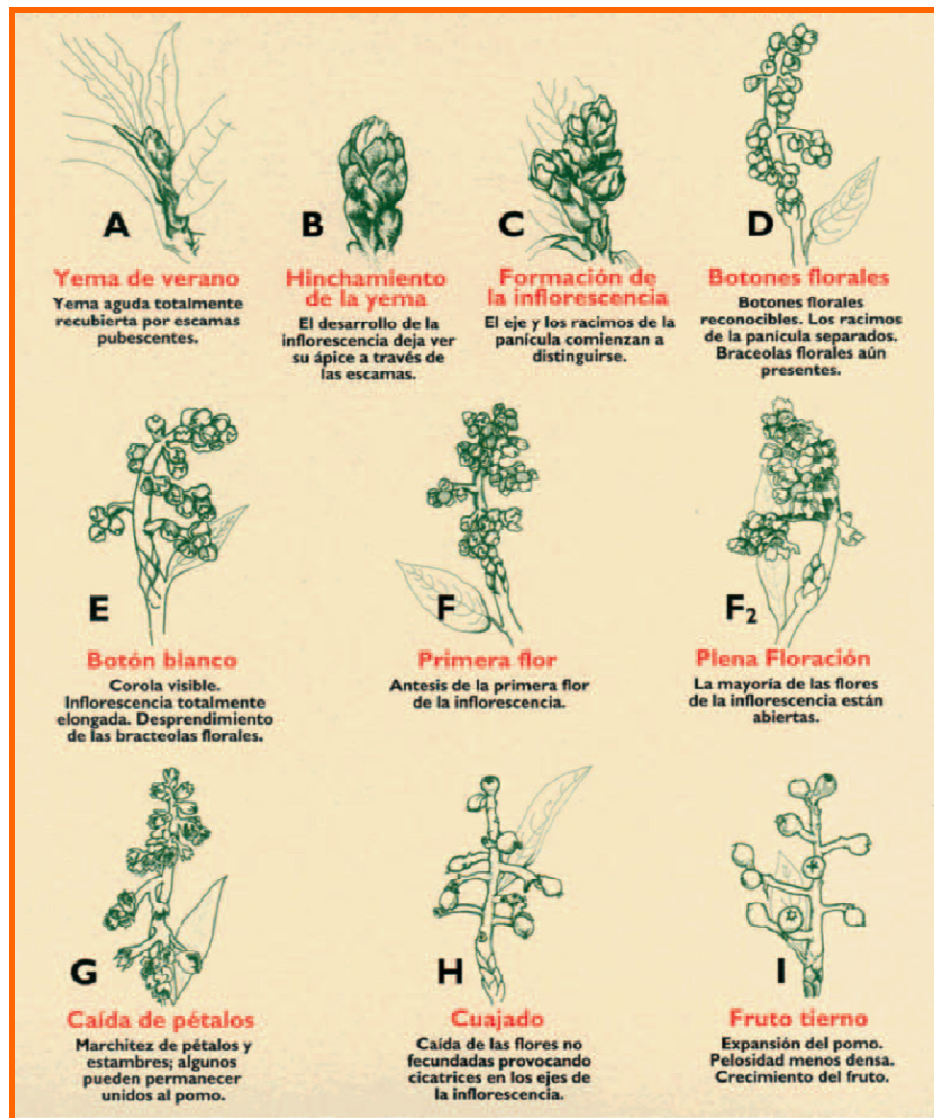 A
Yema de verano
Yema aguda totalmente
recubierta por escamas
pubescentes.
B
Hinchamiento
de la yema
El desarrollo de la
inflorescencia deja ver
su ápice a través de
las escamas.
C
Formación de
la inflorescencia
El eje y los racimos de la
panícula comienzan a
distinguirse.
D
Botones florales
Botones florales
reconocibles. Los racimos
de la panícula separados.
Braceolas florales aún
presentes.
E
Botón blanco
Corola visible.
Inflorescencia totalmente
elongada. Desprendimiento
de las bracteolas florales.
F
Primera flor
Antesis de la primera flor
de la inflorescencia.
F₂
Plena Floración
La mayoría de las flores
de la inflorescencia están
abiertas.
G
Caída de pétalos
Marchitez de pétalos y
estambres; algunos
pueden permanecer
unidos al pomo.
H
Cuajado
Caída de las flores no
fecundadas provocando
cicatrices en los ejes de
la inflorescencia.
I
Fruto tierno
Expansión del pomo.
Pelosidad menos densa.
Crecimiento del fruto.